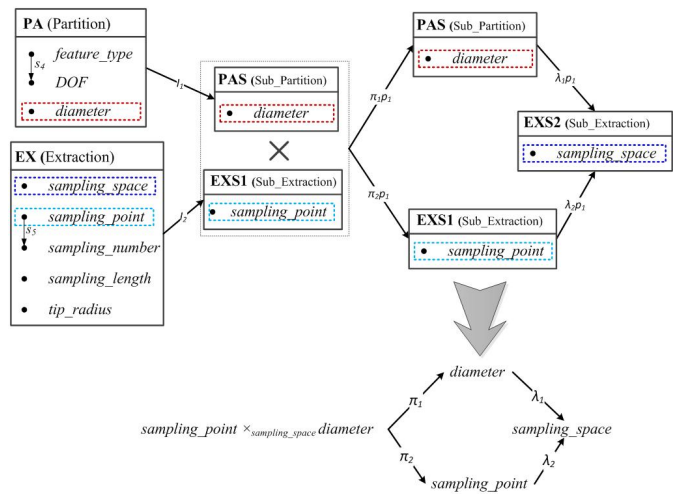 PA (Partition)
feature_type
s4
DOF
diameter
EX (Extraction)
sampling_space
sampling_point
s5
sampling_number
sampling_length
tip_radius
I1
I2
PAS (Sub_Partition)
diameter
×
EXS1 (Sub_Extraction)
sampling_point
π1p1
π2p1
PAS (Sub_Partition)
diameter
EXS1 (Sub_Extraction)
sampling_point
λ1p1
λ2p1
EXS2 (Sub_Extraction)
sampling_space
diameter
π1
λ1
sampling_point ×sampling_space diameter
sampling_space
π2
λ2
sampling_point